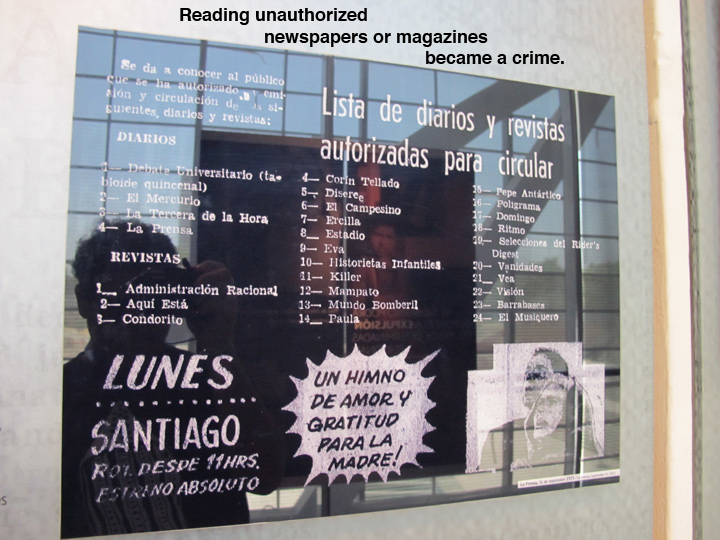 Reading unauthorized
newspapers or magazines
became a crime.
Se da a conocer al público
que se ha autorizado
sión y circulación de los si-
guientes, diarios y revistas:
DIARIOS
1— Debate Universitario (ta-
bloide quincenal)
2— El Mercurio
3— La Tercera de la Hora
4— La Prensa
REVISTAS
1— Administración Racional
2— Aquí Está
3— Condorito
Lista de diarios y revistas
autorizadas para circular
4— Corín Tellado
5— Diseree
6— El Campesino
7— Ercilla
8— Estadio
9— Eva
10— Historietas Infantiles
11— Killer
12— Mampato
13— Mundo Bomberil
14— Paula
15— Pepe Antártico
16— Poligrama
17— Domingo
18— Ritmo
19— Selecciones del Rider's
Digest
20— Vanidades
21— Vea
22— Visión
23— Barrabases
24— El Musiquero
LUNES
SANTIAGO
ROT. DESDE 11 HRS.
ESTRENO ABSOLUTO
UN HIMNO
DE AMOR Y
GRATITUD
PARA LA
MADRE!